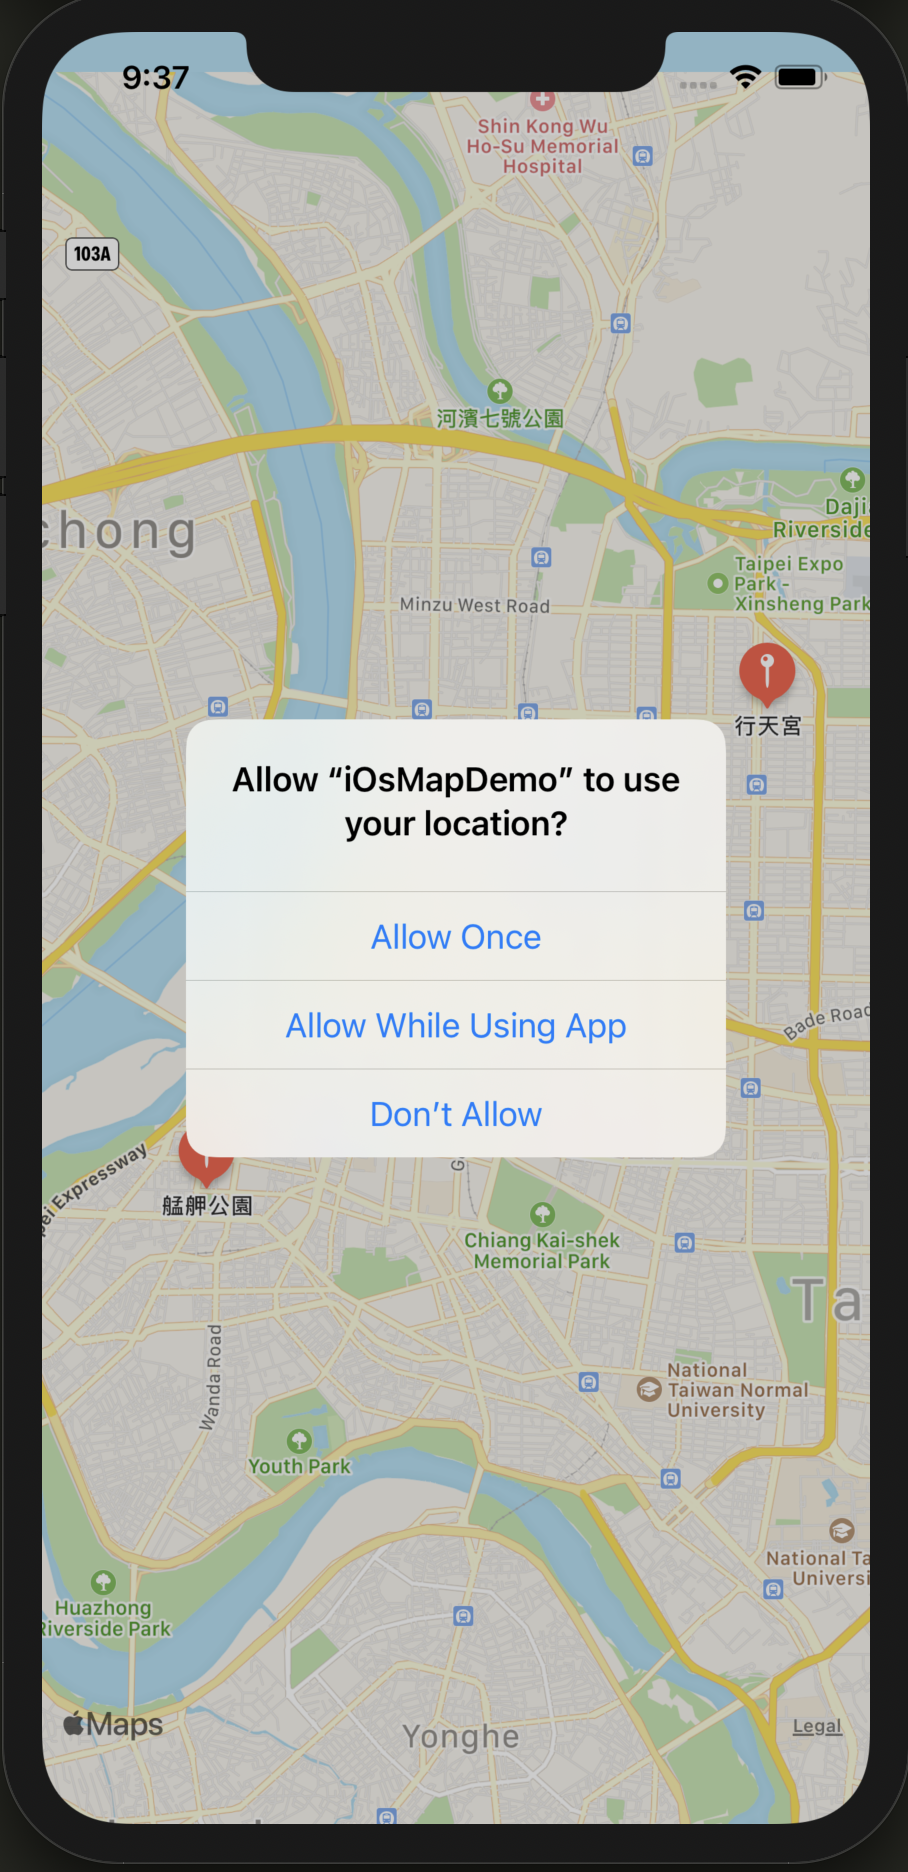 9:37
Shin Kong Wu
Ho-Su Memorial
Hospital
103A
河濱七號公園
chong
Daji
Riverside
Taipei Expo
Park -
Xinsheng Park
Minzu West Road
行天宮
Allow “iOsMapDemo” to use
your location?
Allow Once
Allow While Using App
Bade Road
Don’t Allow
ei Expressway
G
艋舺公園
Chiang Kai-shek
Memorial Park
Ta
Wanda Road
National
Taiwan Normal
University
Youth Park
National Ta
Universi
Huazhong
Riverside Park
Maps
Yonghe
Legal